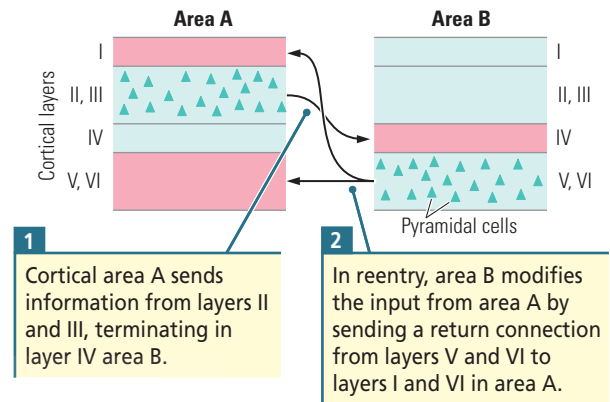 Area A
Area B
Cortical layers
I
II, III
IV
V, VI
I
II, III
IV
V, VI
Pyramidal cells
1
Cortical area A sends
information from layers II
and III, terminating in
layer IV area B.
2
In reentry, area B modifies
the input from area A by
sending a return connection
from layers V and VI to
layers I and VI in area A.